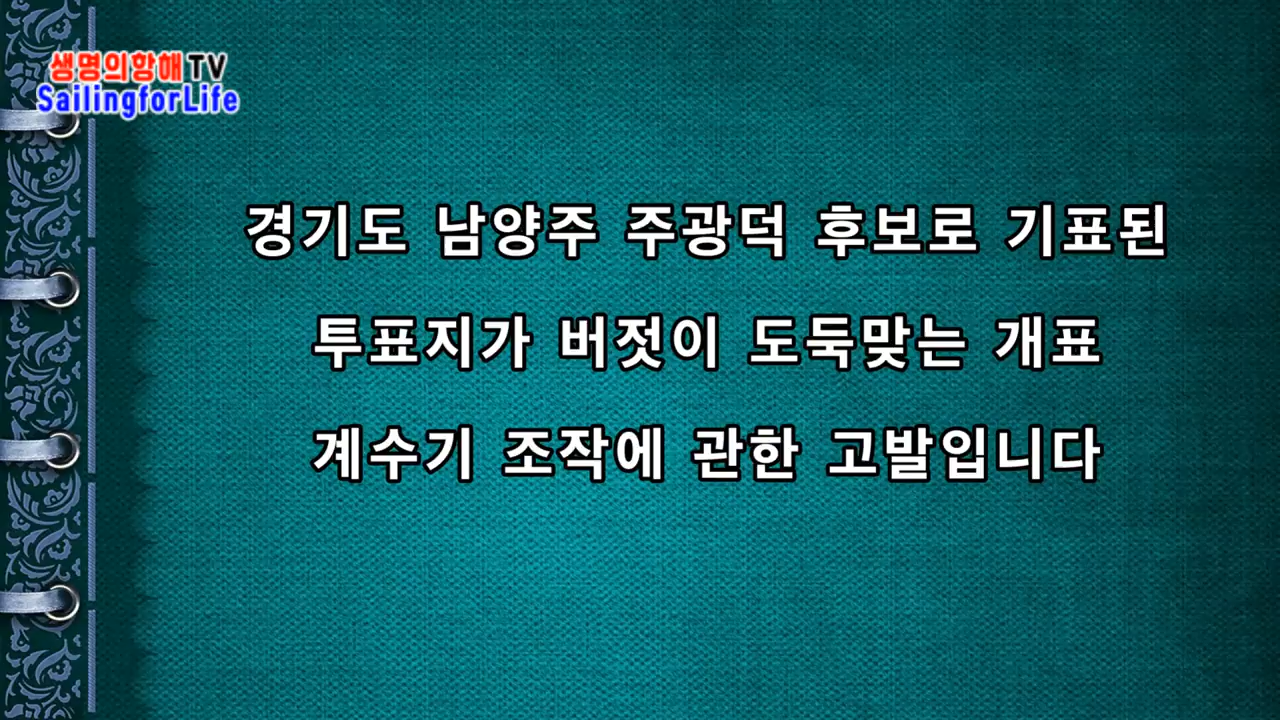 생명의항해TV
SailingforLife
경기도 남양주 주광덕 후보로 기표된
투표지가 버젓이 도둑맞는 개표
계수기 조작에 관한 고발입니다